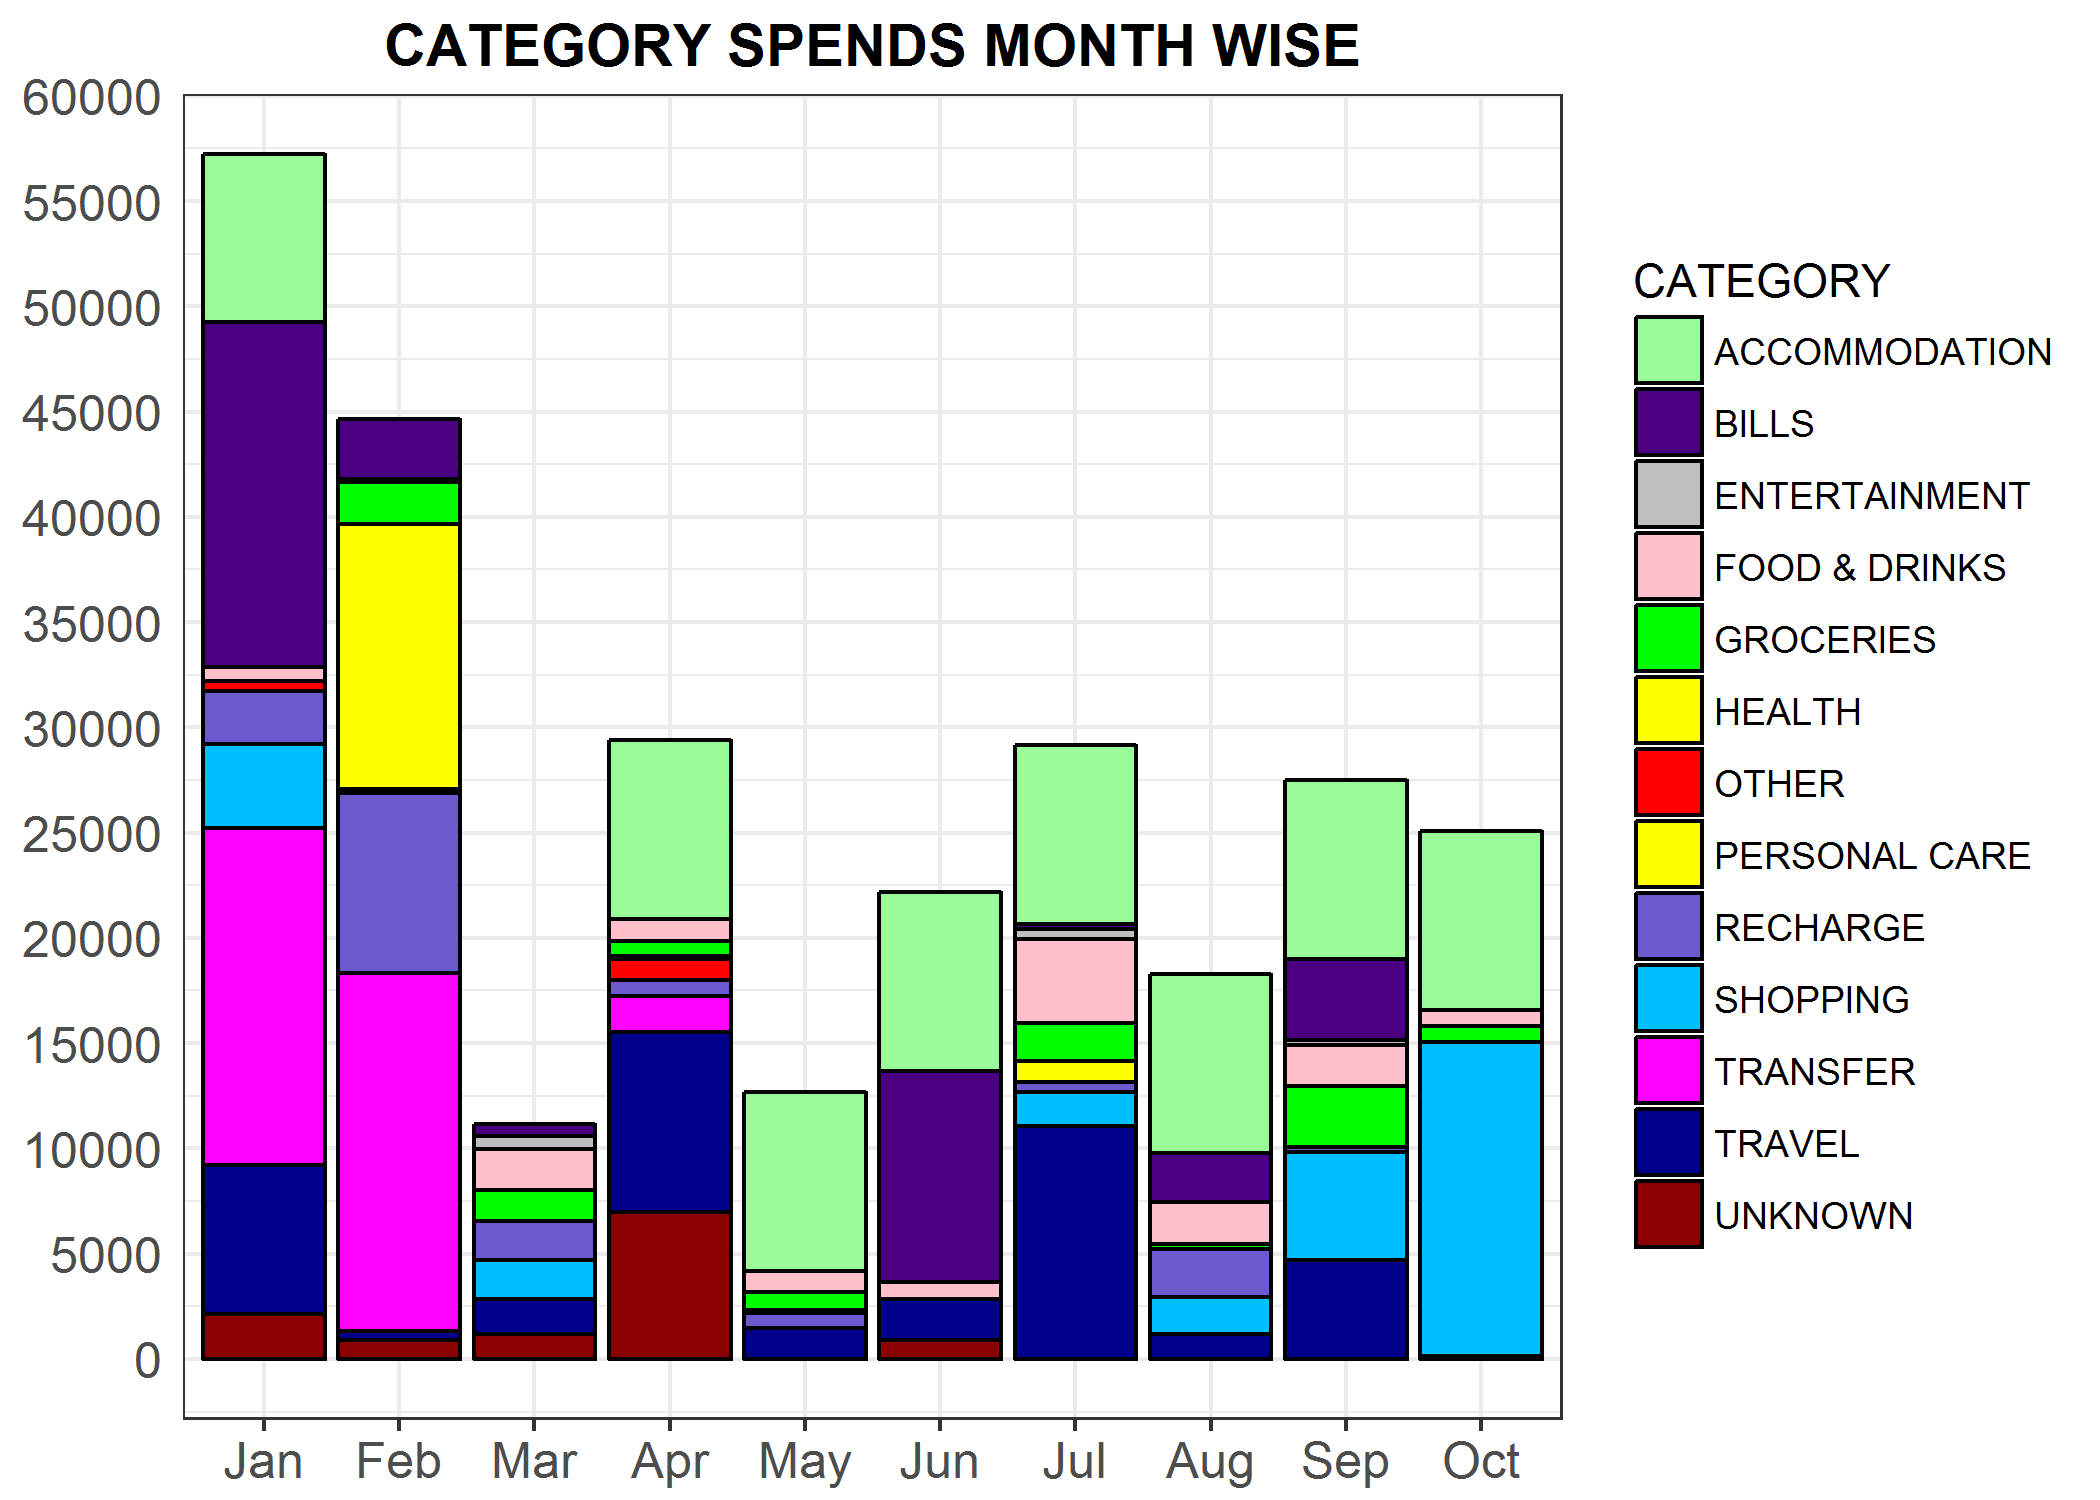 CATEGORY SPENDS MONTH WISE
60000
55000
50000
45000
40000
35000
30000
25000
20000
15000
10000
5000
0
Jan Feb Mar Apr May Jun Jul Aug Sep Oct
CATEGORY
ACCOMMODATION
BILLS
ENTERTAINMENT
FOOD & DRINKS
GROCERIES
HEALTH
OTHER
PERSONAL CARE
RECHARGE
SHOPPING
TRANSFER
TRAVEL
UNKNOWN